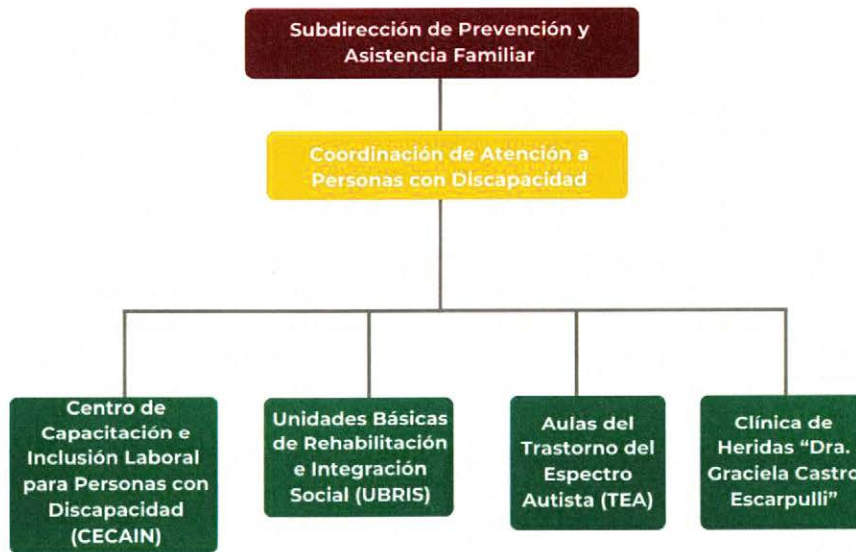 Subdirección de Prevención y
Asistencia Familiar
Coordinación de Atención a
Personas con Discapacidad
Centro de
Capacitación e
Inclusión Laboral
para Personas con
Discapacidad
(CECAIN)
Unidades Básicas
de Rehabilitación
e Integración
Social (UBRIS)
Aulas del
Trastorno del
Espectro
Autista (TEA)
Clínica de
Heridas “Dra.
Graciela Castro
Escarpulli”